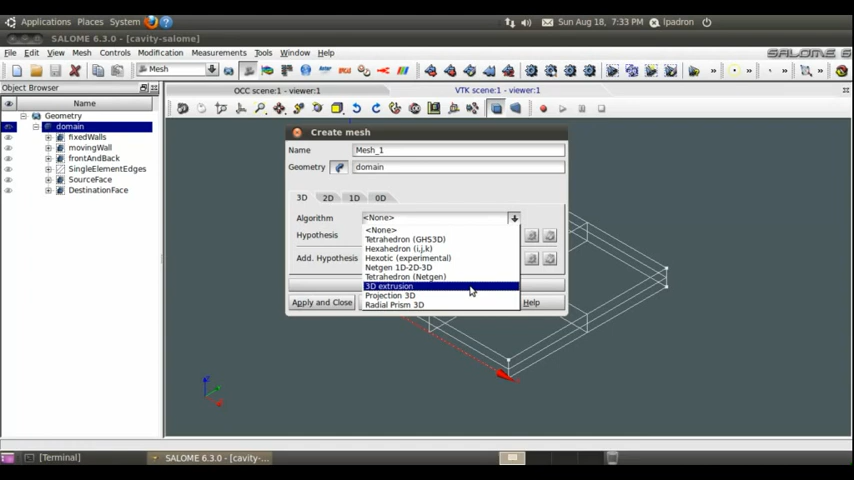 Applications Places System ? Sun Aug 18, 7:33 PM lpadron
SALOME 6.3.0 - [cavity-salome]
File Edit View Mesh Controls Modification Measurements Tools Window Help
Mesh SALOME 6
Object Browser
OCC scene:1 - viewer:1 VTK scene:1 - viewer:1
Name
Geometry
domain
fixedWalls
movingWall
frontAndBack
SingleElementEdges
SourceFace
DestinationFace
Create mesh
Name Mesh_1
Geometry domain
3D 2D 1D 0D
Algorithm <None>
<None>
Tetrahedron (GHS3D)
Hypothesis Hexahedron (i,j,k)
Add. Hypothesis Hexotic (experimental)
Netgen 1D-2D-3D
Tetrahedron (Netgen)
3D extrusion
Projection 3D
Radial Prism 3D
Apply and Close Help
[Terminal] SALOME 6.3.0 - [cavity-...